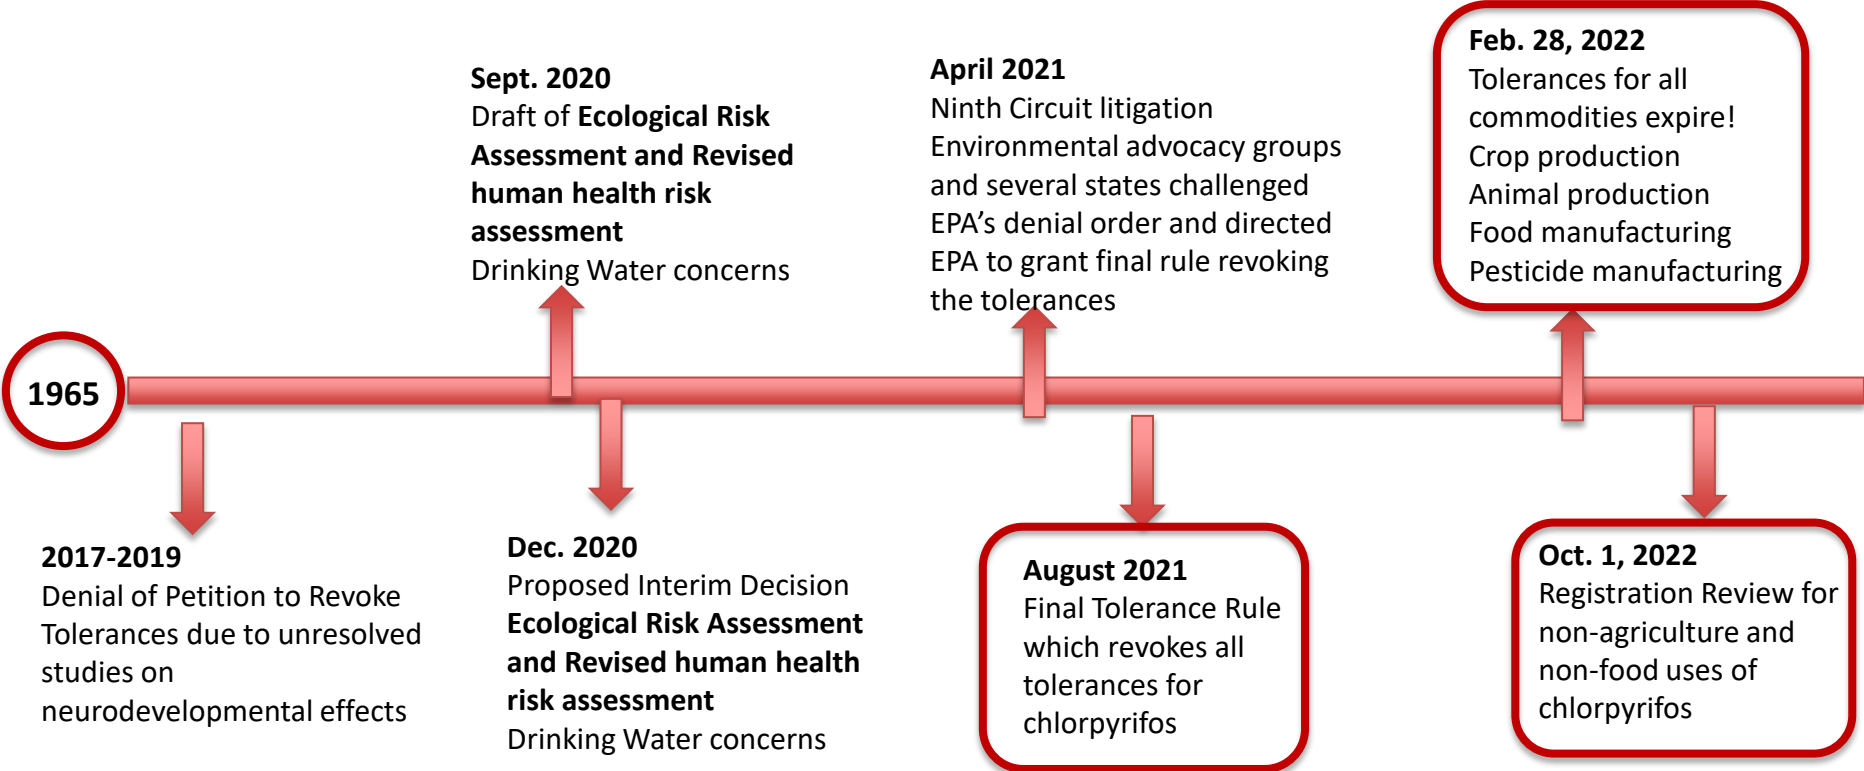 1965
2017-2019
Denial of Petition to Revoke
Tolerances due to unresolved
studies on
neurodevelopmental effects
Sept. 2020
Draft of Ecological Risk
Assessment and Revised
human health risk
assessment
Drinking Water concerns
Dec. 2020
Proposed Interim Decision
Ecological Risk Assessment
and Revised human health
risk assessment
Drinking Water concerns
April 2021
Ninth Circuit litigation
Environmental advocacy groups
and several states challenged
EPA’s denial order and directed
EPA to grant final rule revoking
the tolerances
August 2021
Final Tolerance Rule
which revokes all
tolerances for
chlorpyrifos
Feb. 28, 2022
Tolerances for all
commodities expire!
Crop production
Animal production
Food manufacturing
Pesticide manufacturing
Oct. 1, 2022
Registration Review for
non-agriculture and
non-food uses of
chlorpyrifos